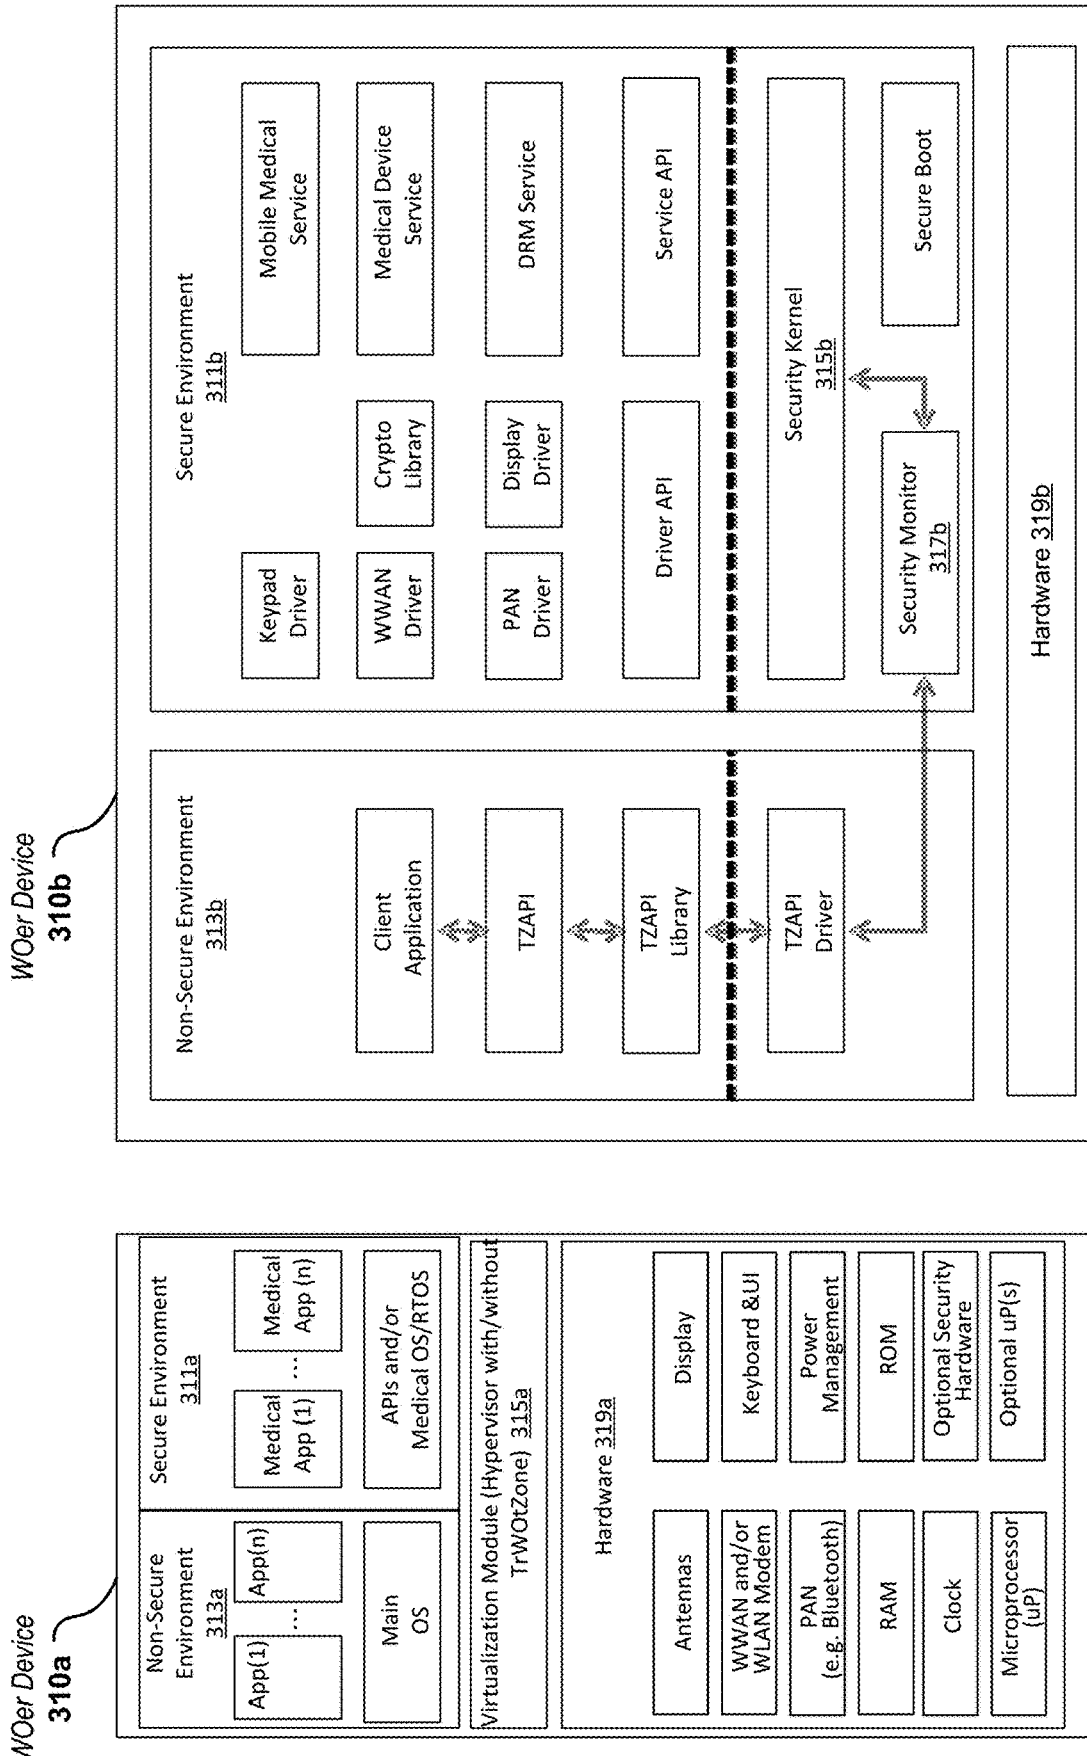 WOer Device
310a
Non-Secure
Environment
313a
App(1)
...
App(n)
Main
OS
Secure Environment
311a
Medical
App (1)
...
Medical
App (n)
APIs and/or
Medical OS/RTOS
Virtualization Module (Hypervisor with/without
TrWOtZone) 315a
Hardware 319a
Antennas
Display
WWAN and/or
WLAN Modem
Keyboard &UI
PAN
(e.g. Bluetooth)
Power
Management
RAM
ROM
Clock
Optional Security
Hardware
Microprocessor
(uP)
Optional uP(s)
WOer Device
310b
Non-Secure Environment
313b
Client
Application
TZAPI
TZAPI
Library
TZAPI
Driver
Secure Environment
311b
Keypad
Driver
Mobile Medical
Service
WWAN
Driver
Crypto
Library
Medical Device
Service
PAN
Driver
Display
Driver
DRM Service
Driver API
Service API
Security Kernel
315b
Security Monitor
317b
Secure Boot
Hardware 319b